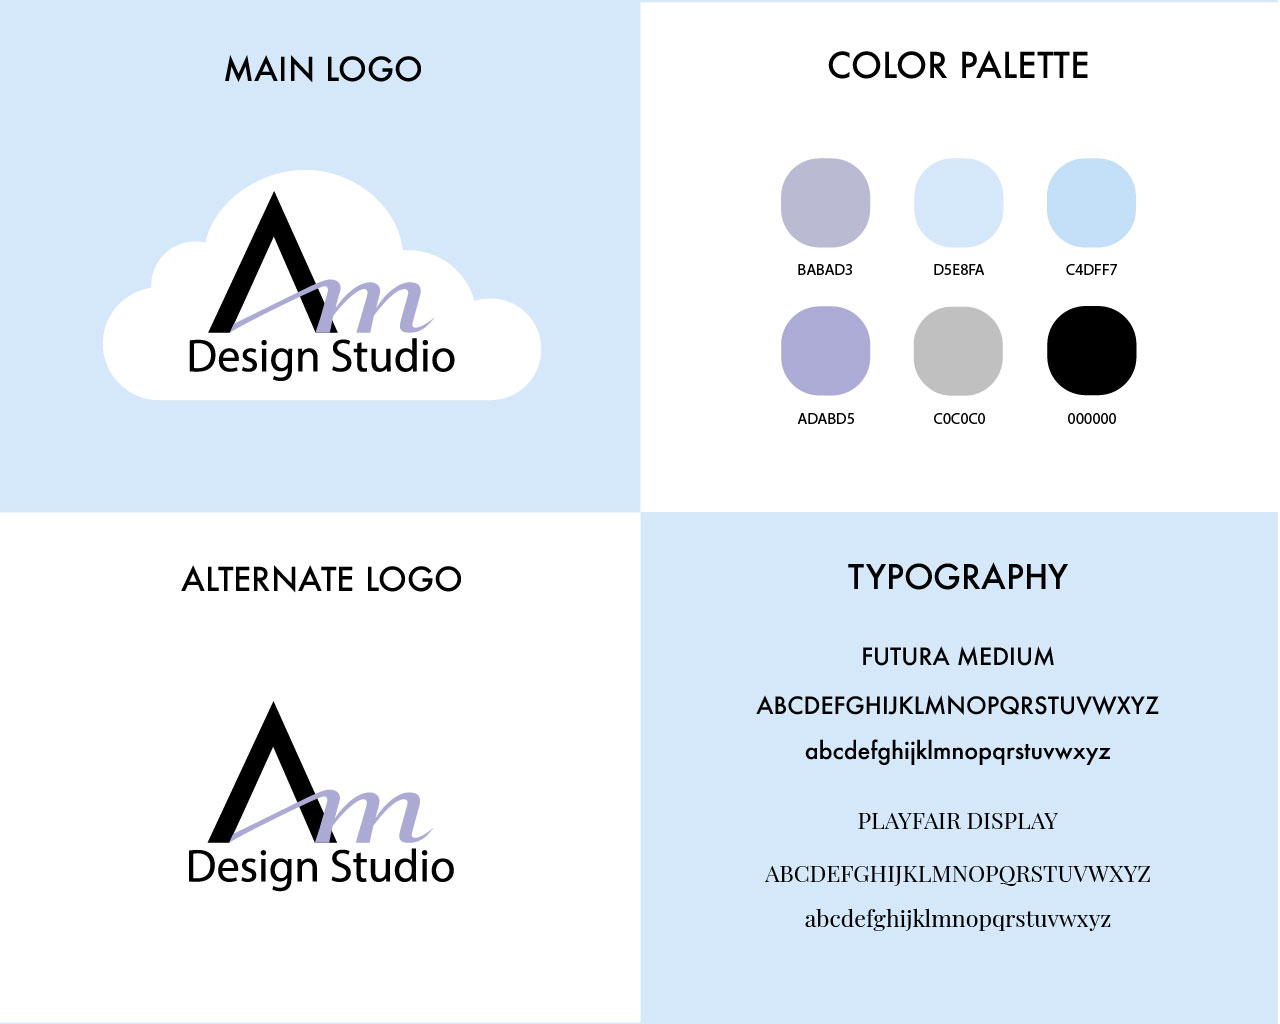 MAIN LOGO
Am
Design Studio
COLOR PALETTE
BABAD3 D5E8FA C4DFF7
ADABD5 C0C0C0 000000
ALTERNATE LOGO
Am
Design Studio
TYPOGRAPHY
FUTURA MEDIUM
ABCDEFGHIJKLMNOPQRSTUVWXYZ
abcdefghijklmnopqrstuvwxyz
PLAYFAIR DISPLAY
ABCDEFGHIJKLMNOPQRSTUVWXYZ
abcdefghijklmnopqrstuvwxyz